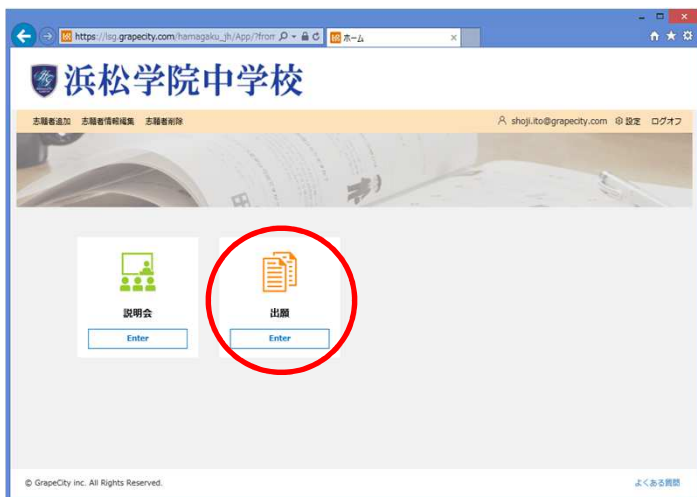 https://lsg.grapecity.com/hamagaku_jh/App/?from
ホーム
浜松学院中学校
志願者追加 志願者情報編集 志願者削除
shoji.ito@grapecity.com 設定 ログオフ
説明会
Enter
出願
Enter
© GrapeCity inc. All Rights Reserved.
よくある質問